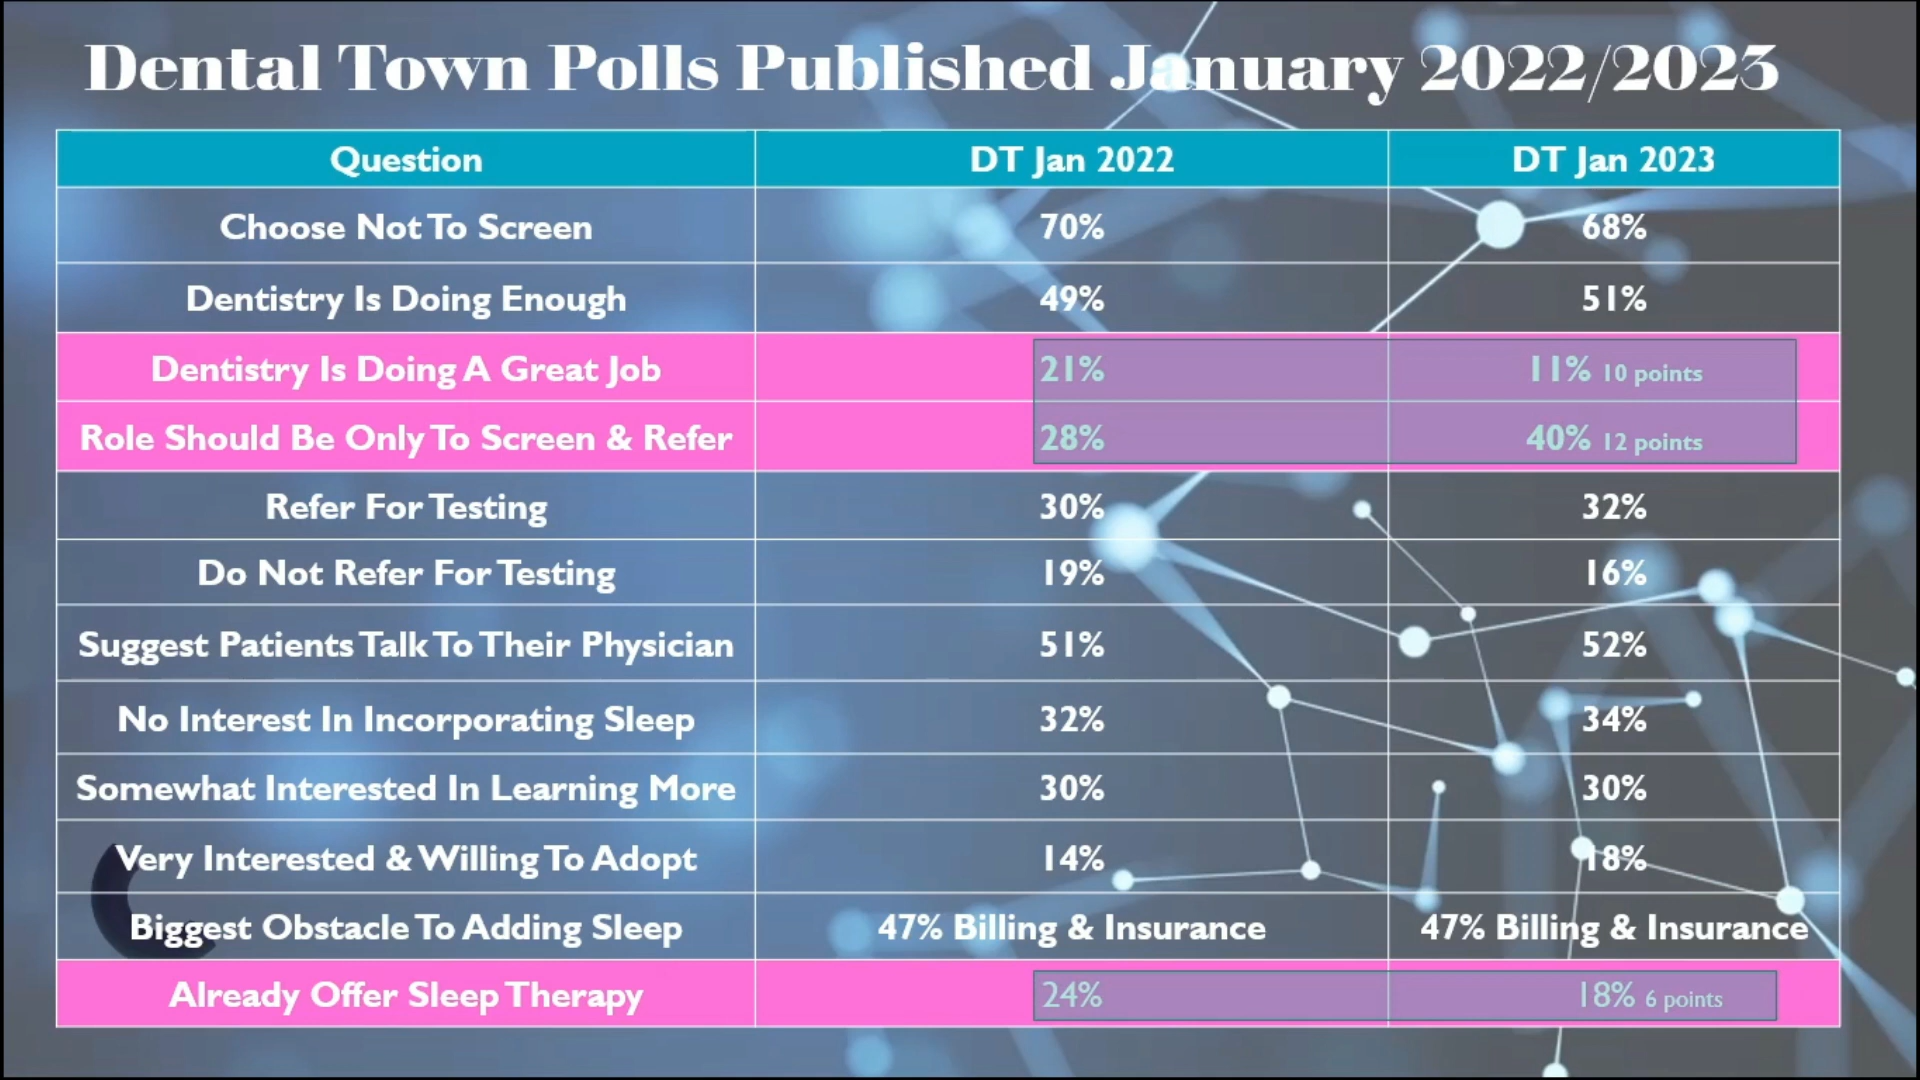 Dental Town Polls Published January 2022/2023
Question DT Jan 2022 DT Jan 2023
Choose Not To Screen 70% 68%
Dentistry Is Doing Enough 49% 51%
Dentistry Is Doing A Great Job 21% 11% 10 points
Role Should Be Only To Screen & Refer 28% 40% 12 points
Refer For Testing 30% 32%
Do Not Refer For Testing 19% 16%
Suggest Patients Talk To Their Physician 51% 52%
No Interest In Incorporating Sleep 32% 34%
Somewhat Interested In Learning More 30% 30%
Very Interested & Willing To Adopt 14% 18%
Biggest Obstacle To Adding Sleep 47% Billing & Insurance 47% Billing & Insurance
Already Offer Sleep Therapy 24% 18% 6 points